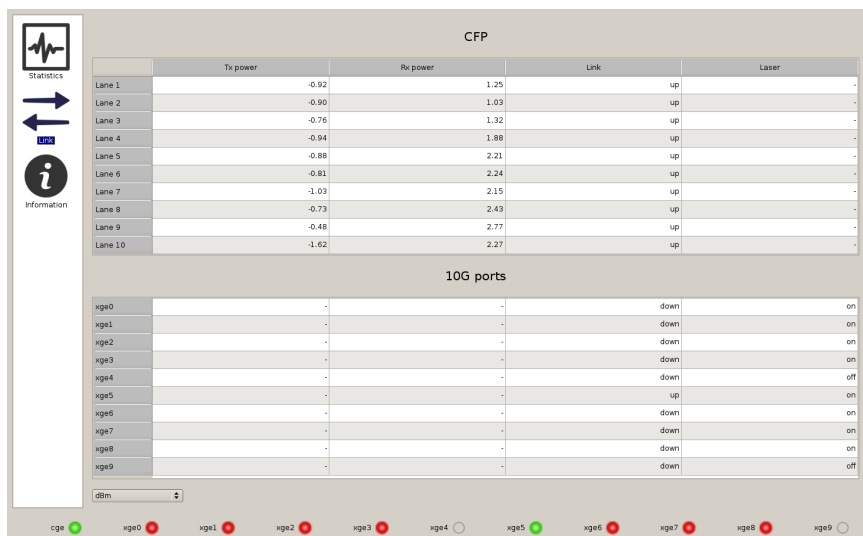 CFP
Statistics
Link
Information
Tx power Rx power Link Laser
Lane 1 -0.92 1.25 up -
Lane 2 -0.90 1.03 up -
Lane 3 -0.76 1.32 up -
Lane 4 -0.94 1.88 up -
Lane 5 -0.88 2.21 up -
Lane 6 -0.81 2.24 up -
Lane 7 -1.03 2.15 up -
Lane 8 -0.73 2.43 up -
Lane 9 -0.48 2.77 up -
Lane 10 -1.62 2.27 up -
10G ports
xge0 - - down on
xge1 - - down on
xge2 - - down on
xge3 - - down on
xge4 - - down off
xge5 - - up on
xge6 - - down on
xge7 - - down on
xge8 - - down on
xge9 - - down off
dBm
cge xge0 xge1 xge2 xge3 xge4 xge5 xge6 xge7 xge8 xge9